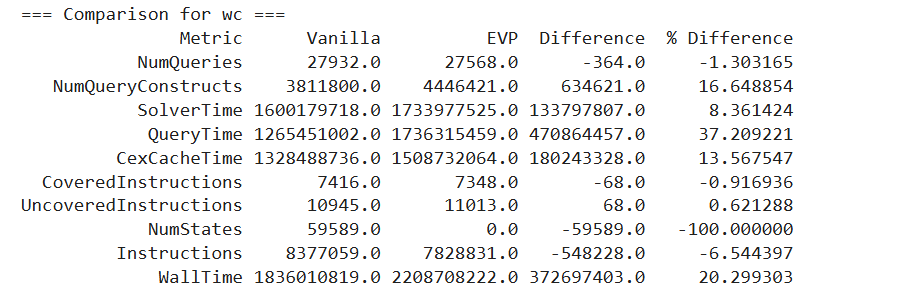 === Comparison for wc ===
Metric Vanilla EVP Difference % Difference
NumQueries 27932.0 27568.0 -364.0 -1.303165
NumQueryConstructs 3811800.0 4446421.0 634621.0 16.648854
SolverTime 1600179718.0 1733977525.0 133797807.0 8.361424
QueryTime 1265451002.0 1736315459.0 470864457.0 37.209221
CexCacheTime 1328488736.0 1508732064.0 180243328.0 13.567547
CoveredInstructions 7416.0 7348.0 -68.0 -0.916936
UncoveredInstructions 10945.0 11013.0 68.0 0.621288
NumStates 59589.0 0.0 -59589.0 -100.000000
Instructions 8377059.0 7828831.0 -548228.0 -6.544397
WallTime 1836010819.0 2208708222.0 372697403.0 20.299303